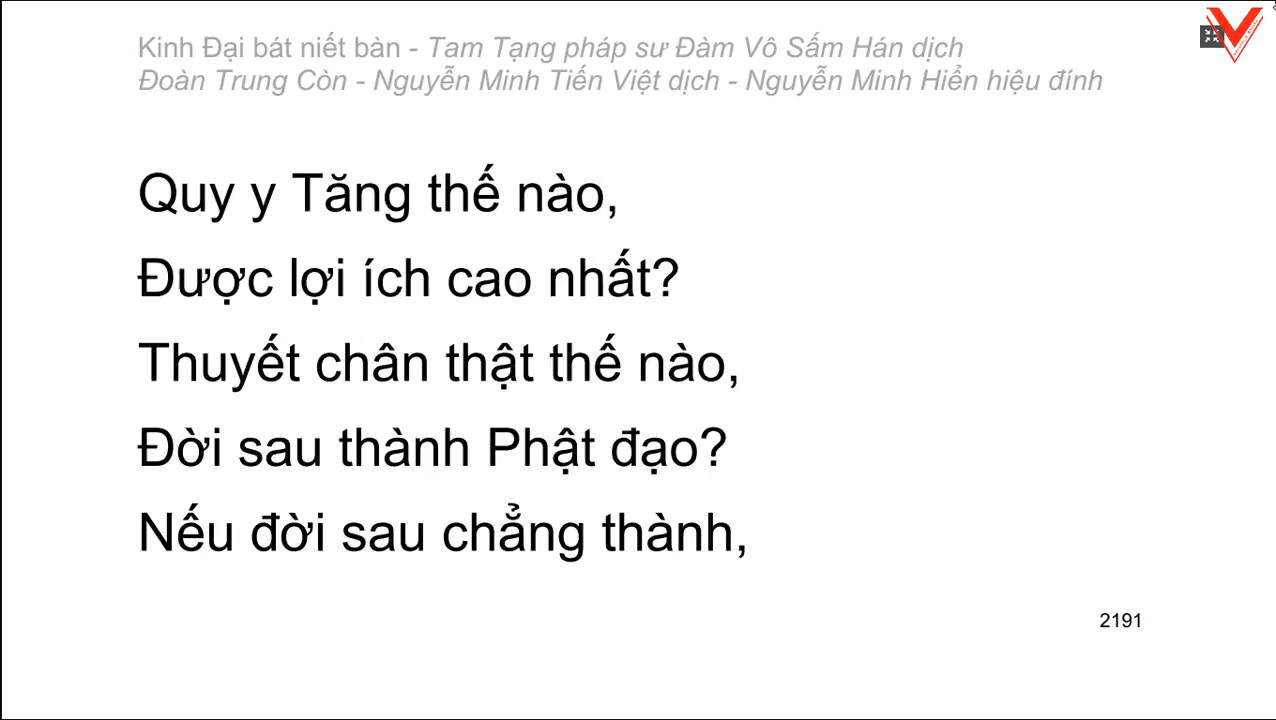 Kinh Đại bát niết bàn - Tam Tạng pháp sư Đàm Vô Sấm Hán dịch
Đoàn Trung Còn - Nguyễn Minh Tiến Việt dịch - Nguyễn Minh Hiển hiệu đính
Quy y Tăng thế nào,
Được lợi ích cao nhất?
Thuyết chân thật thế nào,
Đời sau thành Phật đạo?
Nếu đời sau chẳng thành,
2191